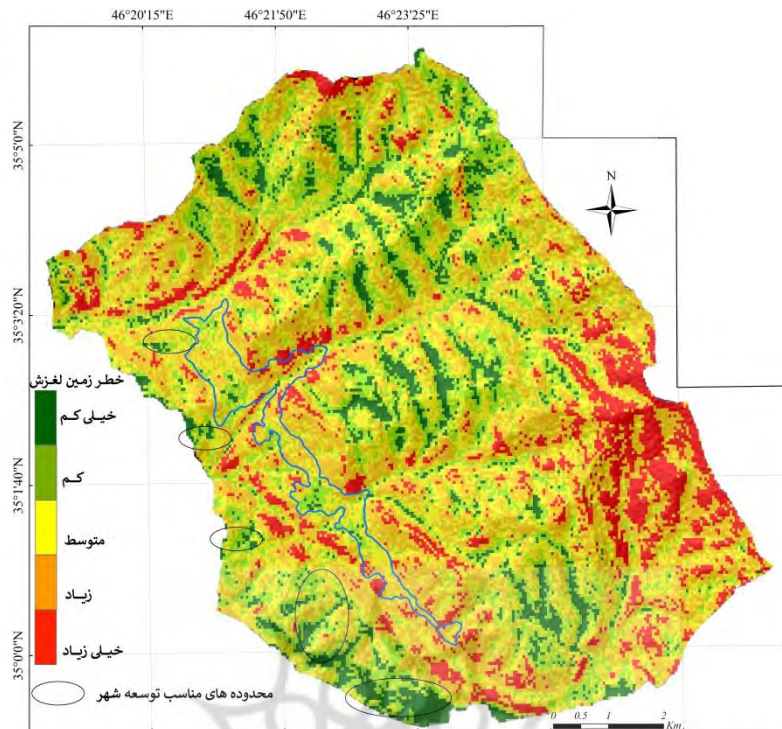 46°20'15"E 46°21'50"E 46°23'25"E
35°5'0"N
N
35°3'20"N
خطر زمین لغزش
خیلی کم
کم
35°1'40"N
متوسط
زیاد
خیلی زیاد
35°0'0"N
محدوده های مناسب توسعه شهر
0 0.5 1 2
Km